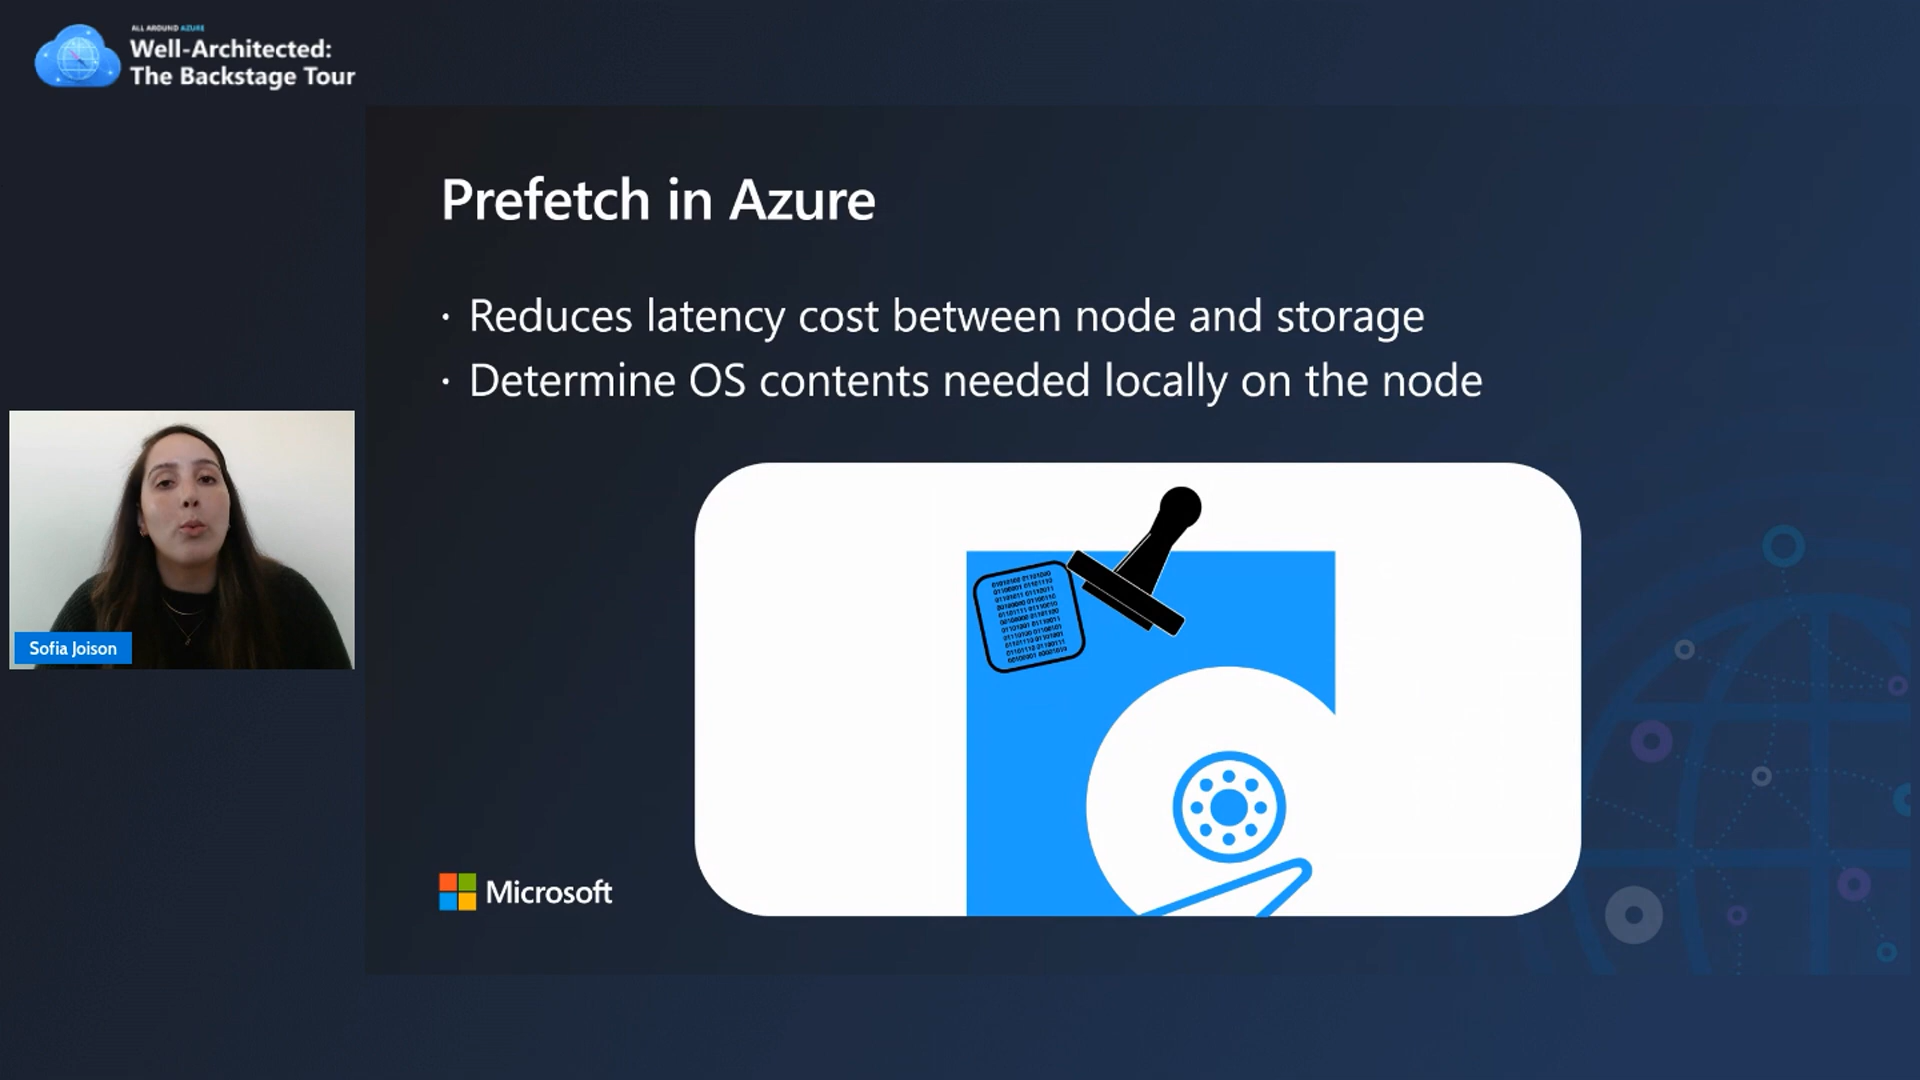 ALL AROUND AZURE
Well-Architected:
The Backstage Tour
Prefetch in Azure
· Reduces latency cost between node and storage
· Determine OS contents needed locally on the node
Sofia Joison
Microsoft